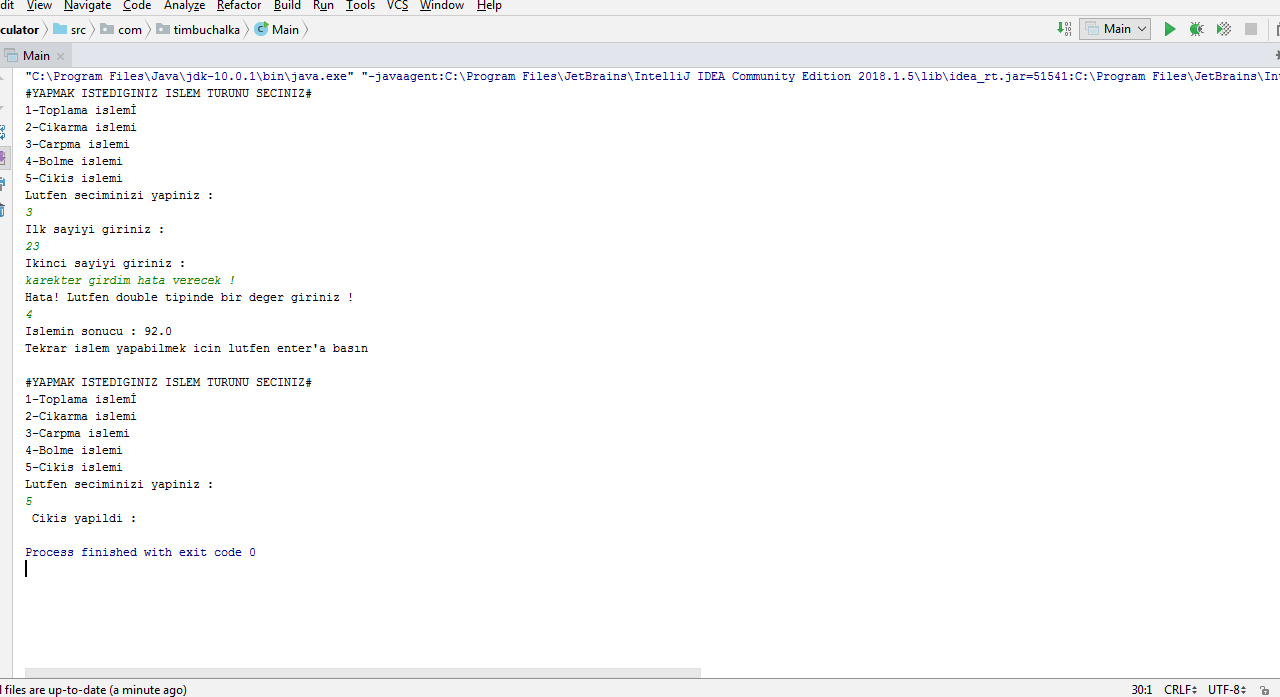 dit View Navigate Code Analyze Refactor Build Run Tools VCS Window Help
culator src com timbuchalka Main Main
Main
"C:\Program Files\Java\jdk-10.0.1\bin\java.exe" "-javaagent:C:\Program Files\JetBrains\IntelliJ IDEA Community Edition 2018.1.5\lib\idea_rt.jar=51541:C:\Program Files\JetBrains\Int
#YAPMAK ISTEDIGINIZ ISLEM TURUNU SECINIZ#
1-Toplama islemİ
2-Cikarma islemi
3-Carpma islemi
4-Bolme islemi
5-Cikis islemi
Lutfen seciminizi yapiniz :
3
Ilk sayiyi giriniz :
23
Ikinci sayiyi giriniz :
karekter girdim hata verecek !
Hata! Lutfen double tipinde bir deger giriniz !
4
Islemin sonucu : 92.0
Tekrar islem yapabilmek icin lutfen enter'a basın
#YAPMAK ISTEDIGINIZ ISLEM TURUNU SECINIZ#
1-Toplama islemİ
2-Cikarma islemi
3-Carpma islemi
4-Bolme islemi
5-Cikis islemi
Lutfen seciminizi yapiniz :
5
Cikis yapildi :
Process finished with exit code 0
l files are up-to-date (a minute ago) 30:1 CRLF UTF-8